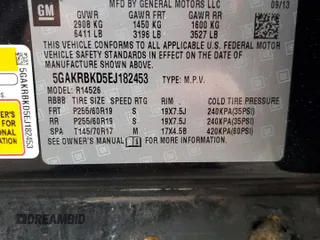 GM
MFD BY GENERAL MOTORS LLC
09/13
GVWR GAWR FRT GAWR RR
2908 KG 1450 KG 1600 KG
6411 LB 3196 LB 3527 LB
THIS VEHICLE CONFORMS TO ALL APPLICABLE U.S. FEDERAL MOTOR
VEHICLE SAFETY STANDARDS IN EFFECT ON THE DATE OF
MANUFACTURE SHOWN ABOVE.
5GAKRBKD5EJ182453 TYPE: M.P.V.
MODEL: R14526
RBBB TIRE SIZE SPEED RTG RIM COLD TIRE PRESSURE
FRT P255/60R19 S 19X7.5J 240KPA(35PSI)
RR P255/60R19 S 19X7.5J 240KPA(35PSI)
SPA T145/70R17 M 17X4.5B 420KPA(60PSI)
SEE OWNER'S MANUAL FOR MORE INFORMATION.
5GAKRBKD5EJ182453
DREAMBID